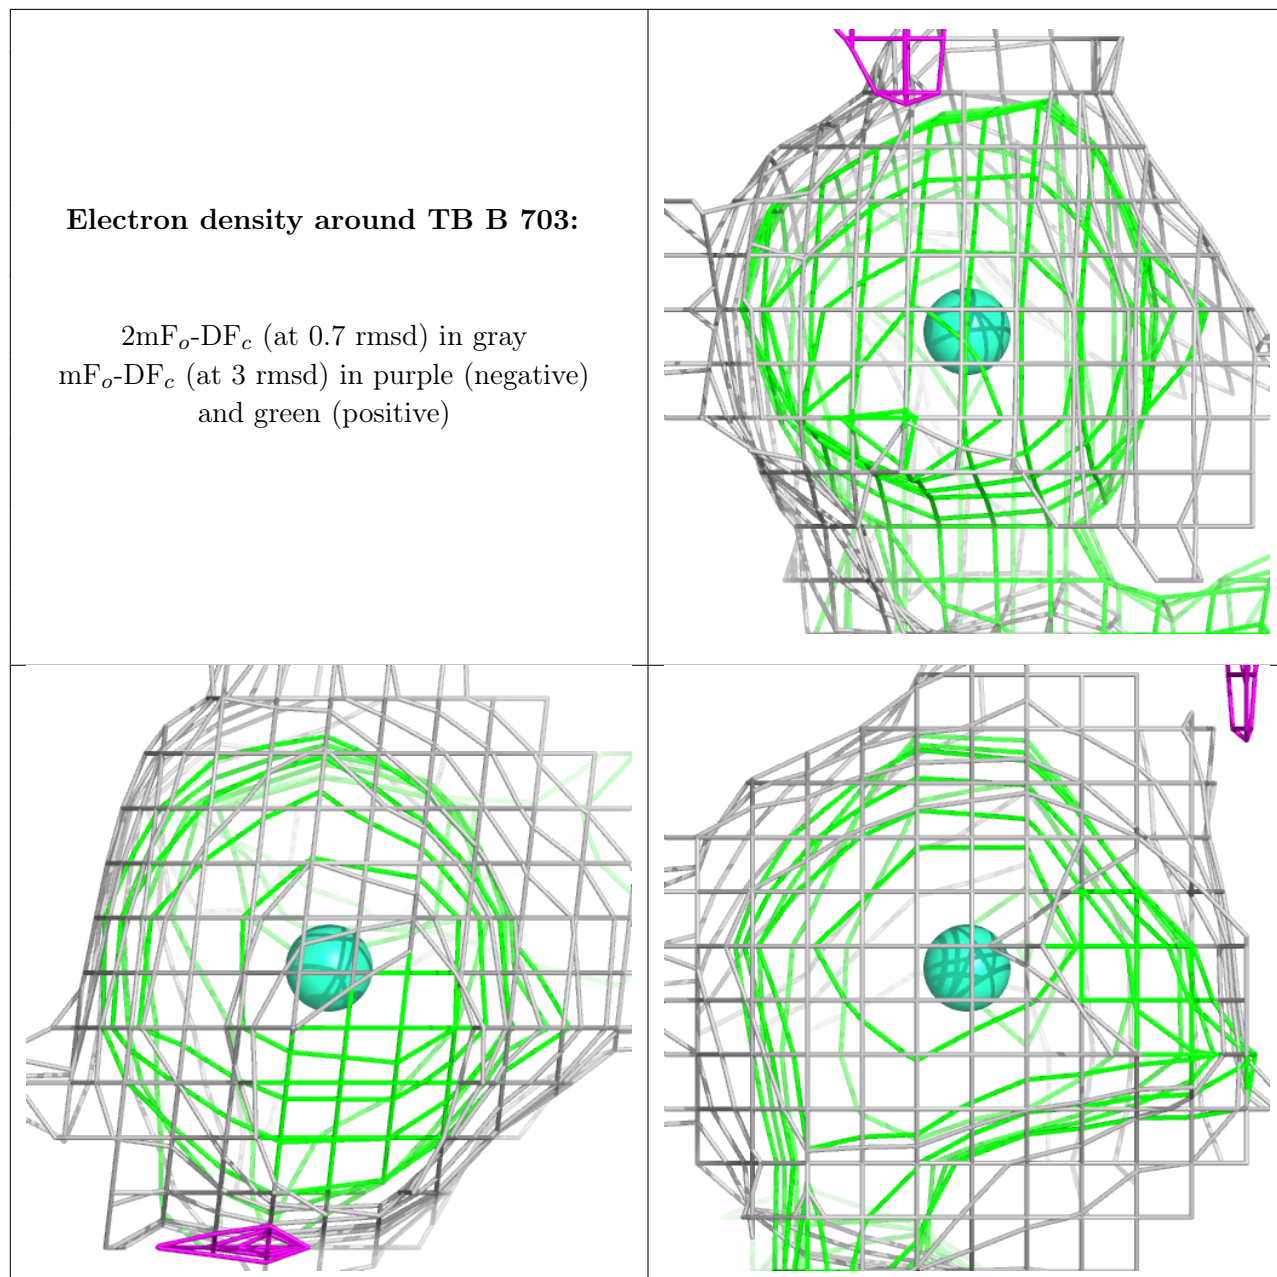 Electron density around TB B 703:
2mFₒ-DF𝒸 (at 0.7 rmsd) in gray
mFₒ-DF𝒸 (at 3 rmsd) in purple (negative)
and green (positive)